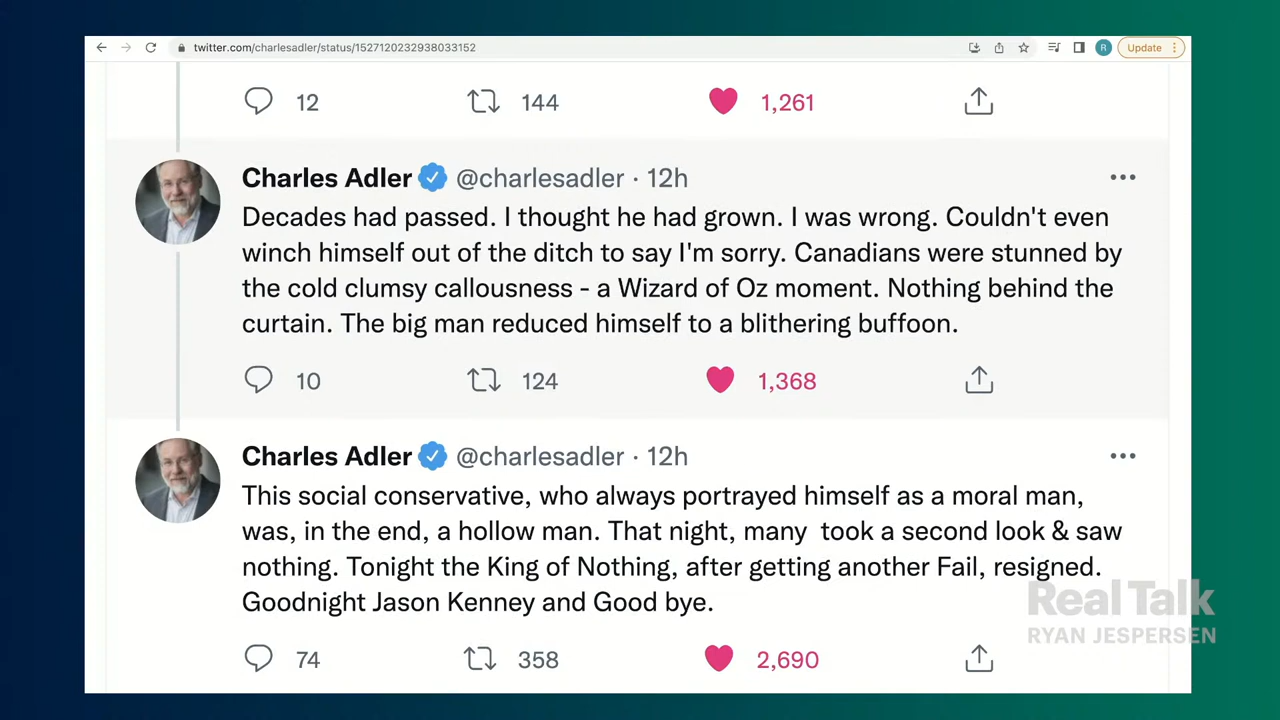 twitter.com/charlesadler/status/1527120232938033152
R
Update
12 144 1,261
Charles Adler @charlesadler · 12h
Decades had passed. I thought he had grown. I was wrong. Couldn't even
winch himself out of the ditch to say I'm sorry. Canadians were stunned by
the cold clumsy callousness - a Wizard of Oz moment. Nothing behind the
curtain. The big man reduced himself to a blithering buffoon.
10 124 1,368
Charles Adler @charlesadler · 12h
This social conservative, who always portrayed himself as a moral man,
was, in the end, a hollow man. That night, many  took a second look & saw
nothing. Tonight the King of Nothing, after getting another Fail, resigned.
Goodnight Jason Kenney and Good bye.
74 358 2,690
Real Talk
RYAN JESPERSEN